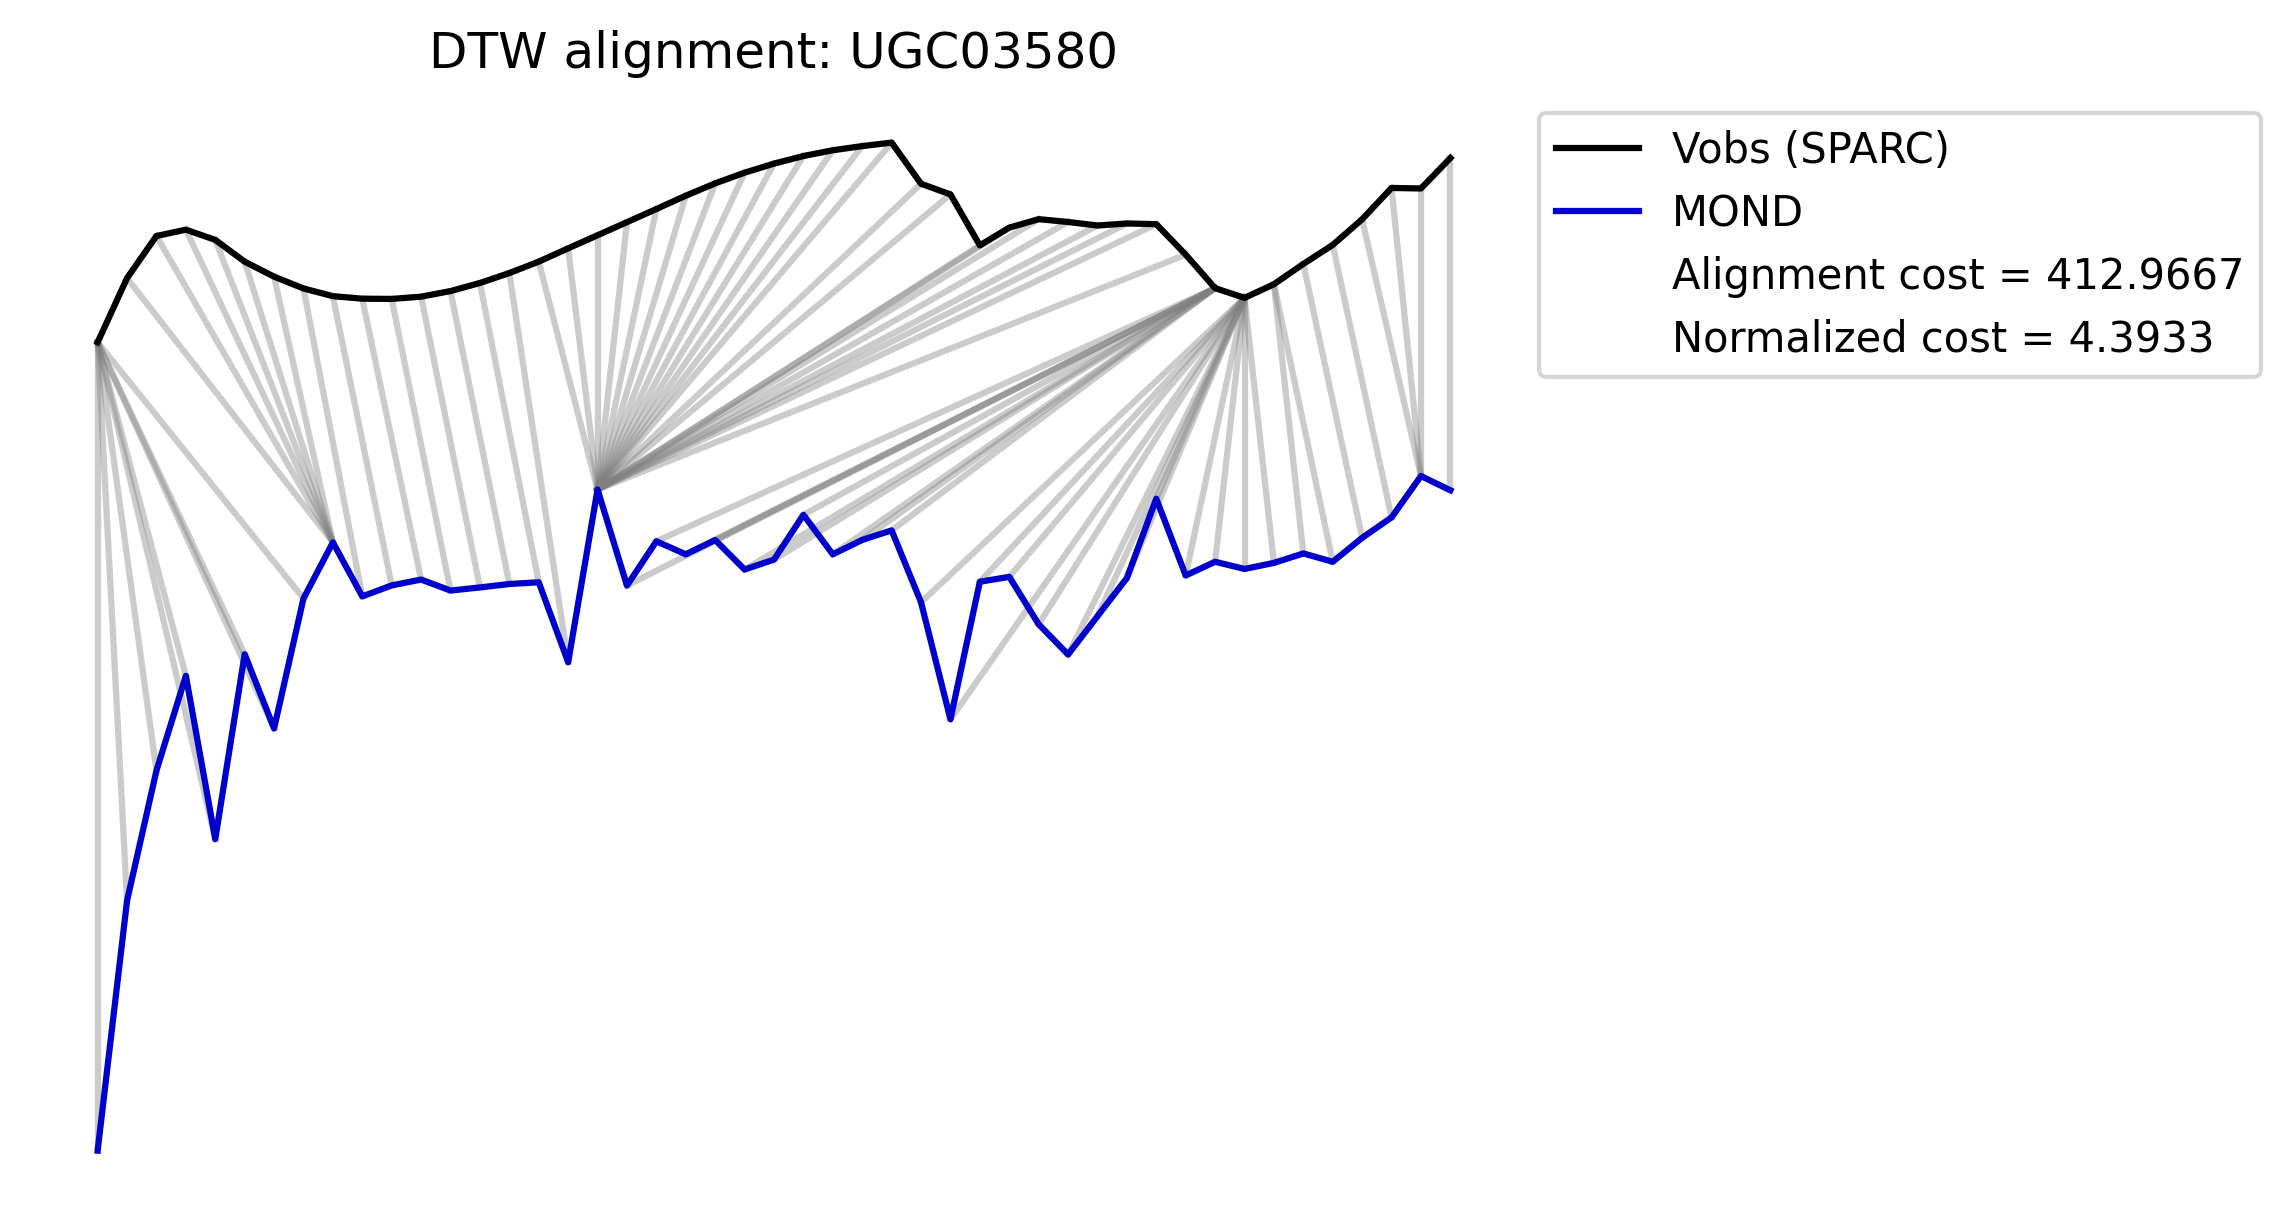 DTW alignment: UGC03580
Vobs (SPARC)
MOND
Alignment cost = 412.9667
Normalized cost = 4.3933